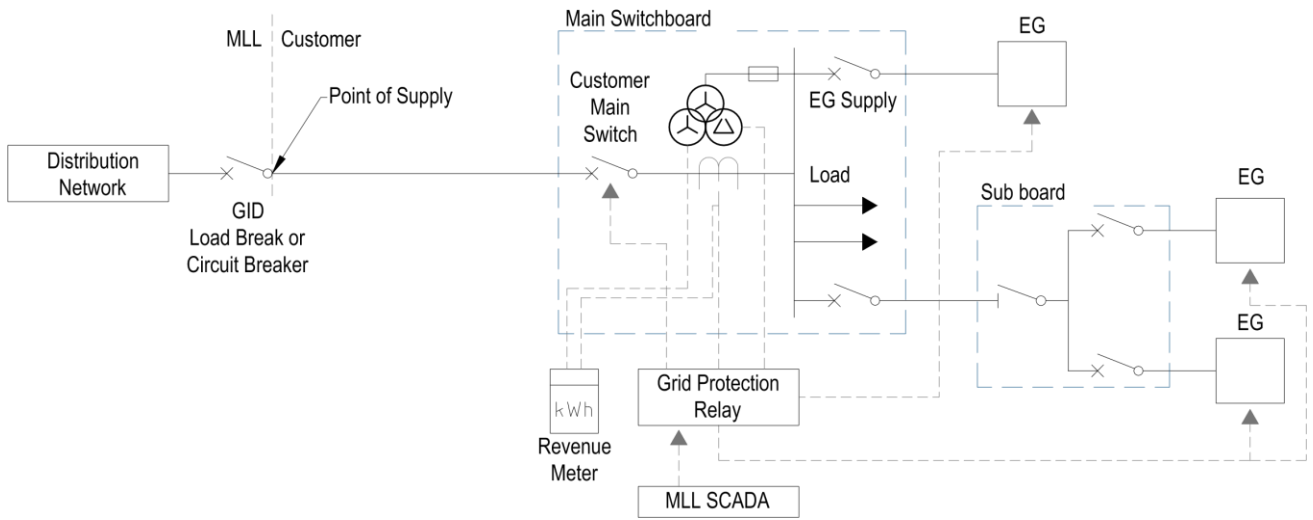 Main Switchboard
EG
MLL
Customer
Point of Supply
Customer
Main
Switch
EG Supply
Distribution
Network
Load
Sub board
EG
GID
Load Break or
Circuit Breaker
EG
Grid Protection
Relay
kWh
Revenue
Meter
MLL SCADA